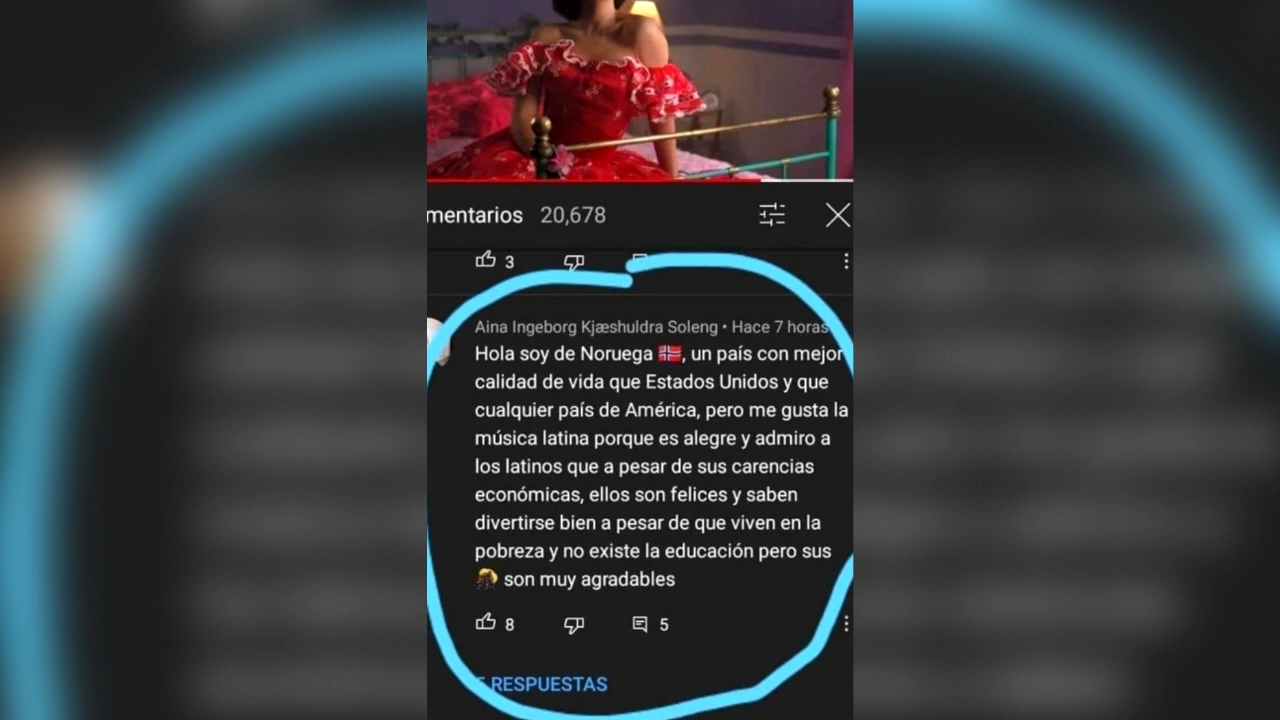 mentarios 20,678
3
Aina Ingeborg Kjæshuldra Soleng • Hace 7 horas
Hola soy de Noruega 🇳🇴, un país con mejor
calidad de vida que Estados Unidos y que
cualquier país de América, pero me gusta la
música latina porque es alegre y admiro a
los latinos que a pesar de sus carencias
económicas, ellos son felices y saben
divertirse bien a pesar de que viven en la
pobreza y no existe la educación pero sus
son muy agradables
8 5
RESPUESTAS